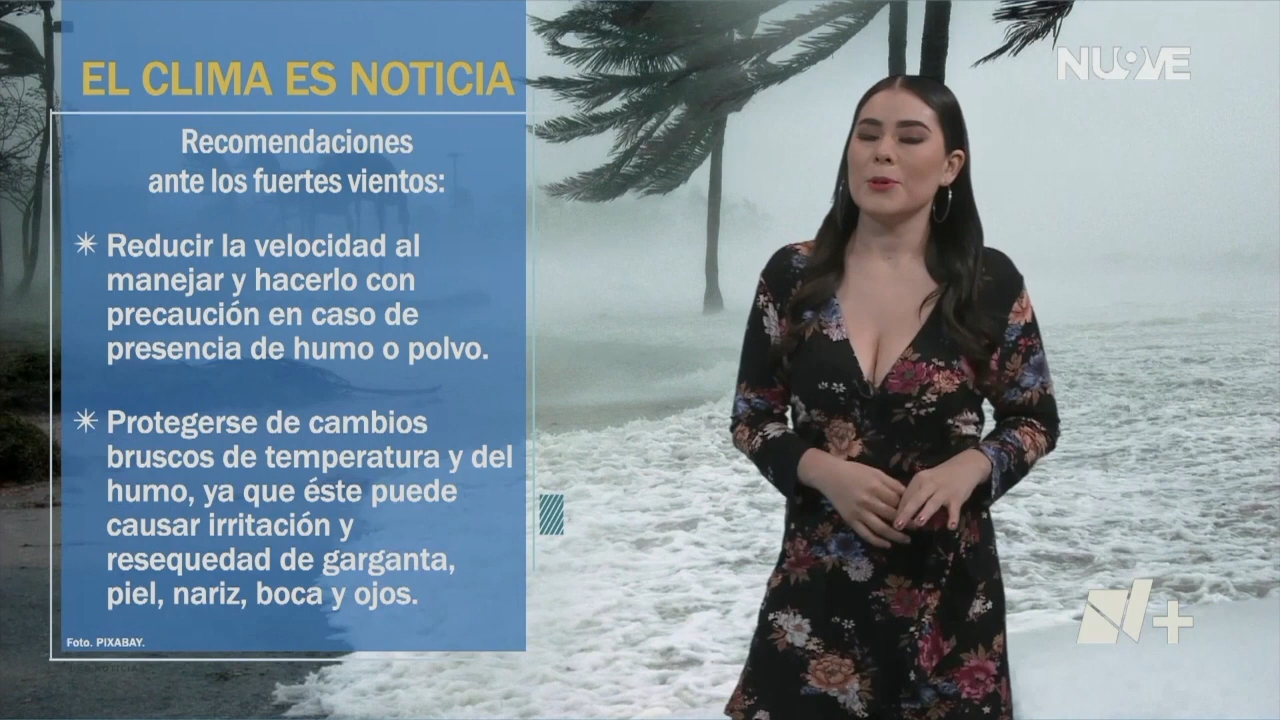 NU9VE
EL CLIMA ES NOTICIA
Recomendaciones
ante los fuertes vientos:
Reducir la velocidad al
manejar y hacerlo con
precaución en caso de
presencia de humo o polvo.
Protegerse de cambios
bruscos de temperatura y del
humo, ya que éste puede
causar irritación y
resequedad de garganta,
piel, nariz, boca y ojos.
Foto. PIXABAY.
N+